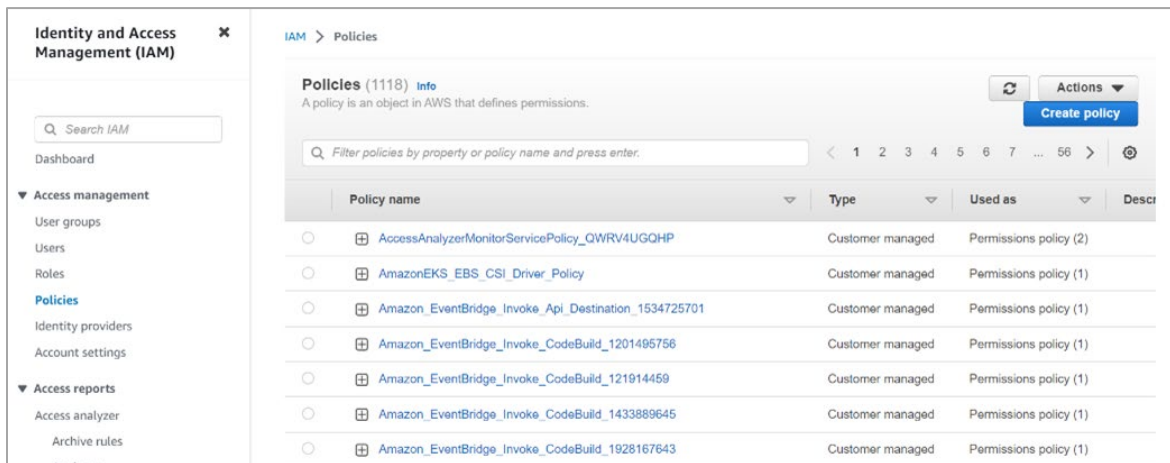 Identity and Access
Management (IAM)
Search IAM
Dashboard
Access management
User groups
Users
Roles
Policies
Identity providers
Account settings
Access reports
Access analyzer
Archive rules
IAM > Policies
Policies (1118) Info
A policy is an object in AWS that defines permissions.
Actions
Create policy
Filter policies by property or policy name and press enter.
1 2 3 4 5 6 7 ... 56
Policy name Type Used as Descr
AccessAnalyzerMonitorServicePolicy_QWRV4UGQHP Customer managed Permissions policy (2)
AmazonEKS_EBS_CSI_Driver_Policy Customer managed Permissions policy (1)
Amazon_EventBridge_Invoke_Api_Destination_1534725701 Customer managed Permissions policy (1)
Amazon_EventBridge_Invoke_CodeBuild_1201495756 Customer managed Permissions policy (1)
Amazon_EventBridge_Invoke_CodeBuild_121914459 Customer managed Permissions policy (1)
Amazon_EventBridge_Invoke_CodeBuild_1433889645 Customer managed Permissions policy (1)
Amazon_EventBridge_Invoke_CodeBuild_1928167643 Customer managed Permissions policy (1)